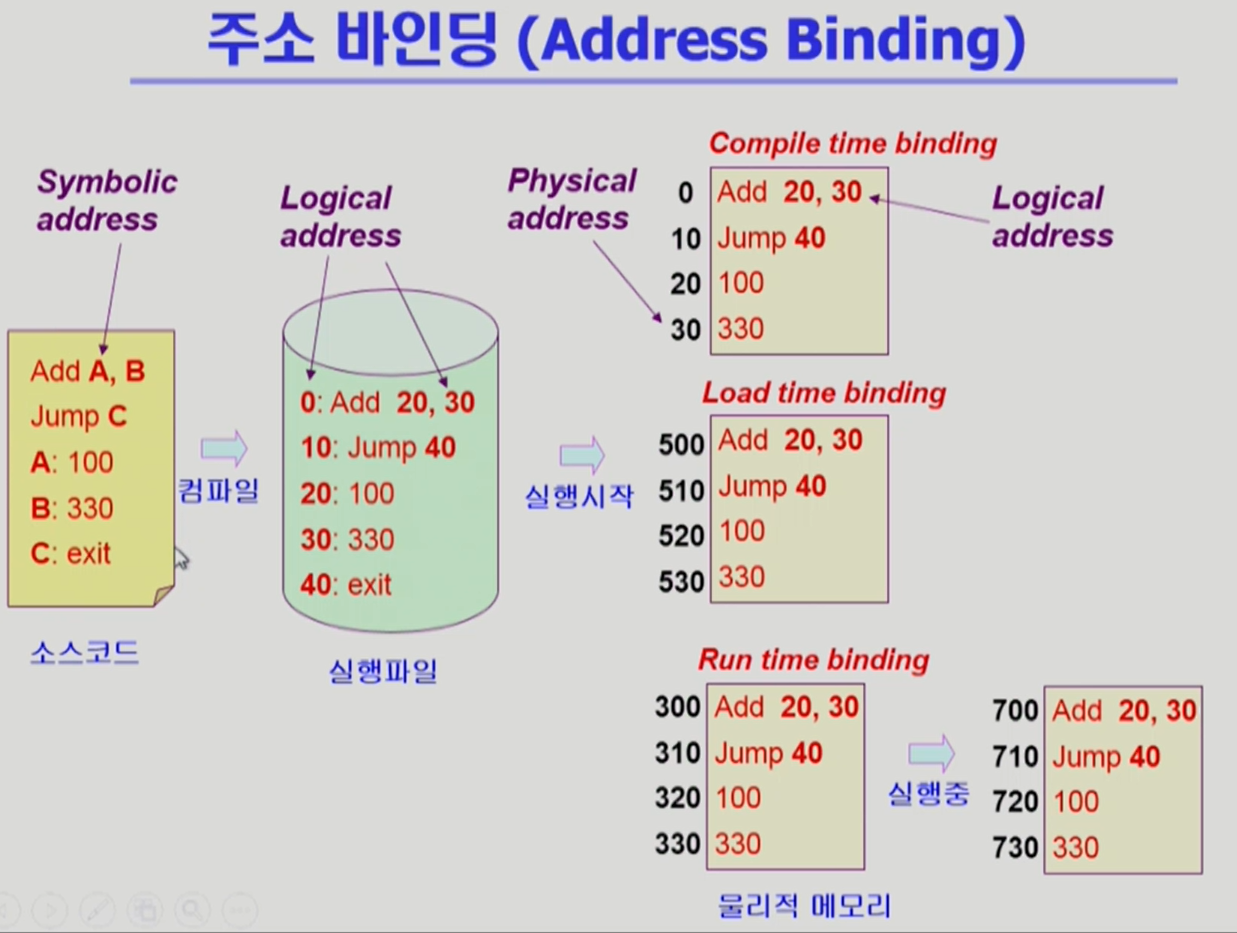 주소 바인딩 (Address Binding)
Symbolic
address
Add A, B
Jump C
A: 100
B: 330
C: exit
소스코드
컴파일
Logical
address
0: Add 20, 30
10: Jump 40
20: 100
30: 330
40: exit
실행파일
실행시작
Physical
address
Compile time binding
0 Add 20, 30
10 Jump 40
20 100
30 330
Logical
address
Load time binding
500 Add 20, 30
510 Jump 40
520 100
530 330
Run time binding
300 Add 20, 30
310 Jump 40
320 100
330 330
실행중
700 Add 20, 30
710 Jump 40
720 100
730 330
물리적 메모리